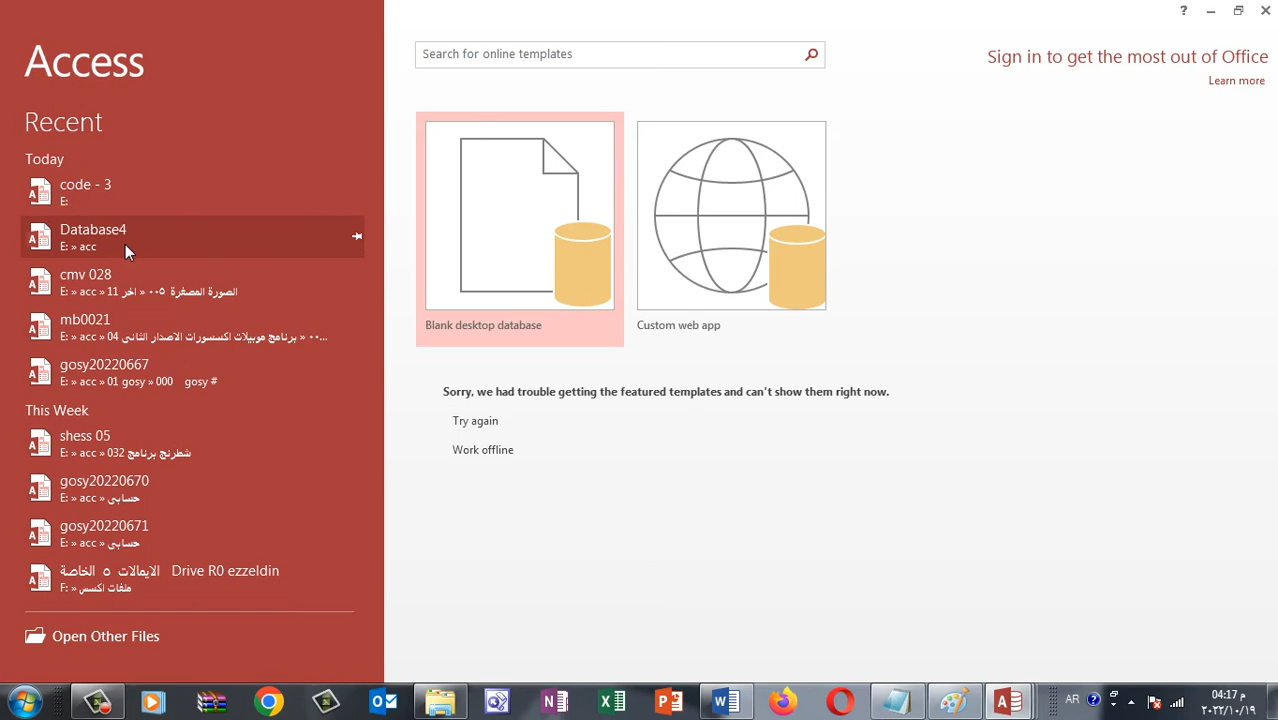 ?
Access
Search for online templates
Sign in to get the most out of Office
Learn more
Recent
Today
code - 3
E:
Database4
E: » acc
cmv 028
E: » acc » 11 الصورة المصغرة ٠٠٥ » اخر
mb0021
E: » acc » 04 برنامج موبيلات اكسسورات الاصدار الثانى » ٠٠...
gosy20220667
E: » acc » 01 gosy » 000 gosy #
This Week
shess 05
E: » acc » 032 شطرنج برنامج
gosy20220670
E: » acc » حسابى
gosy20220671
E: » acc » حسابى
الايمالات ٥ الخاصة Drive R0 ezzeldin
F: » ملفات اكسس
Open Other Files
Blank desktop database
Custom web app
Sorry, we had trouble getting the featured templates and can't show them right now.
Try again
Work offline
AR
04:17 م
٢٠٢٢/١٠/١٩